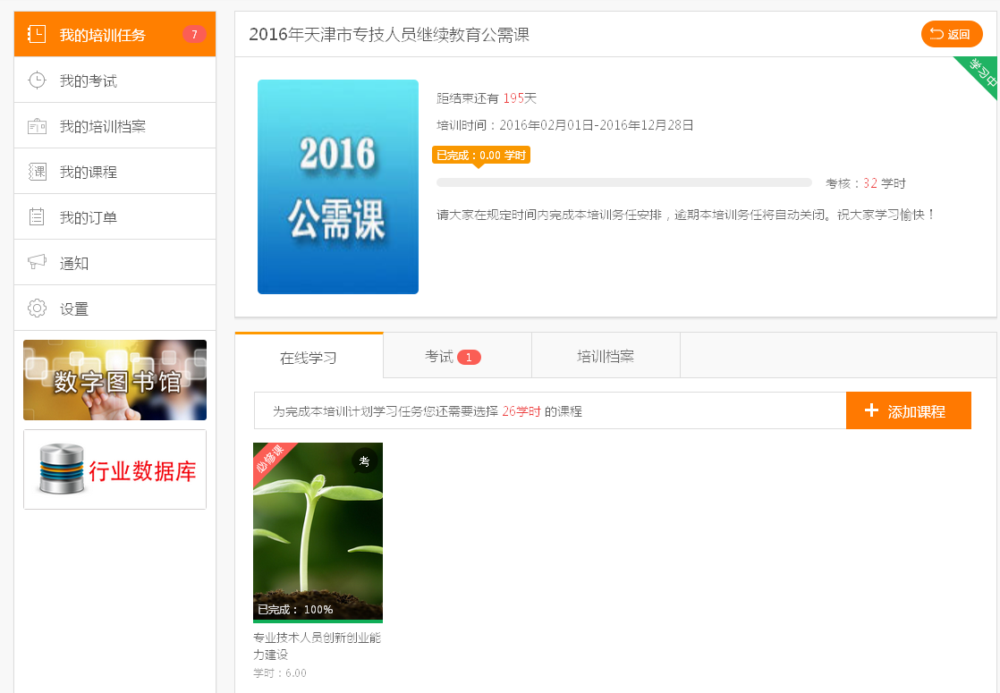 我的培训任务 7
我的考试
我的培训档案
课 我的课程
我的订单
通知
设置
数字图书馆
行业数据库
2016年天津市专技人员继续教育公需课
返回
学习中
2016
公需课
距结束还有 195天
培训时间：2016年02月01日-2016年12月28日
已完成：0.00 学时
考核：32 学时
请大家在规定时间内完成本培训务任安排，逾期本培训务任将自动关闭。祝大家学习愉快！
在线学习
考试 1
培训档案
为完成本培训计划学习任务您还需要选择 26学时 的课程
+ 添加课程
必修课
考
已完成： 100%
专业技术人员创新创业能
力建设
学时：6.00